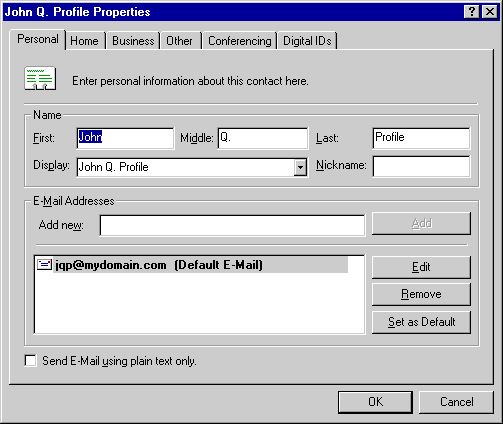 John Q. Profile Properties
Personal Home Business Other Conferencing Digital IDs
Enter personal information about this contact here.
Name
First: John Middle: Q. Last: Profile
Display: John Q. Profile Nickname:
E-Mail Addresses
Add new: Add
jqp@mydomain.com (Default E-Mail)
Edit
Remove
Set as Default
Send E-Mail using plain text only.
OK Cancel